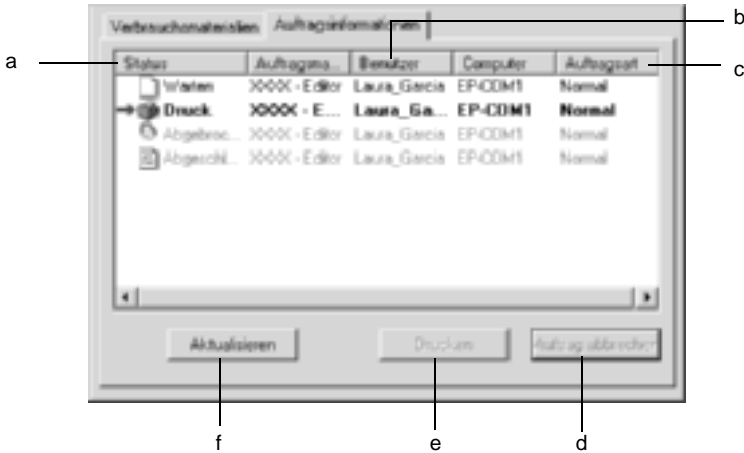 b
Verbrauchsmaterialien Auftragsinformationen
a
c
Status Auftragsna... Benutzer Computer Auftragsart
Warten XXXX - Editor Laura_Garcia EP-COM1 Normal
Druck XXXX - E... Laura_Ga... EP-COM1 Normal
Abgebroc... XXXX - Editor Laura_Garcia EP-COM1 Normal
Abgeschl... XXXX - Editor Laura_Garcia EP-COM1 Normal
Aktualisieren Drucken Auftrag abbrechen
f e d